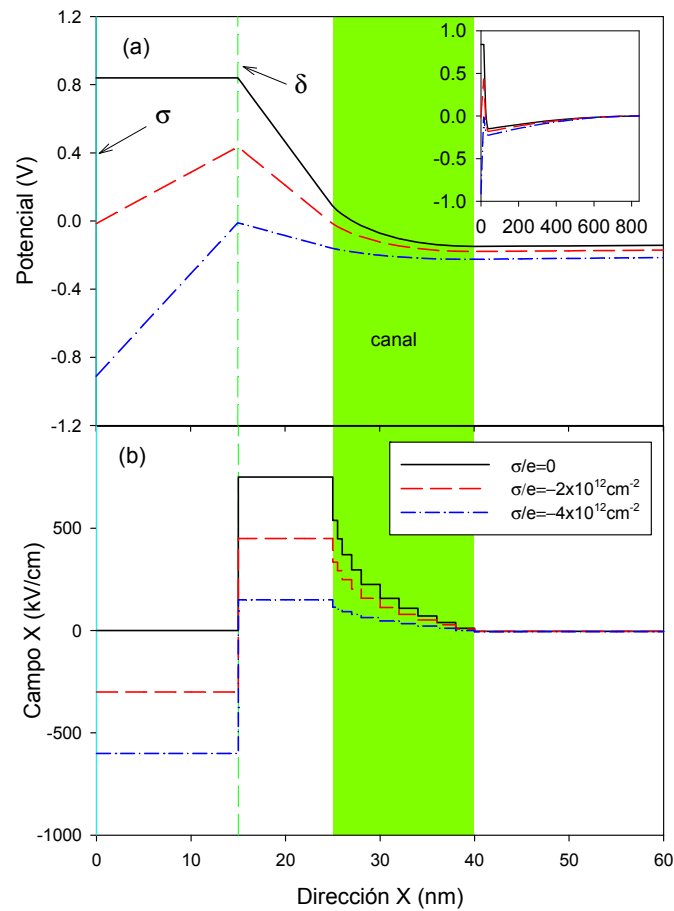 1.2
0.8
0.4
0.0
-0.4
-0.8
-1.2
Potencial (V)
(a)
σ
δ
canal
1.0
0.5
0.0
-0.5
-1.0
0 200 400 600 800
500
0
-500
-1000
Campo X (kV/cm)
(b)
σ/e=0
σ/e=−2x10¹²cm⁻²
σ/e=−4x10¹²cm⁻²
0 10 20 30 40 50 60
Dirección X (nm)